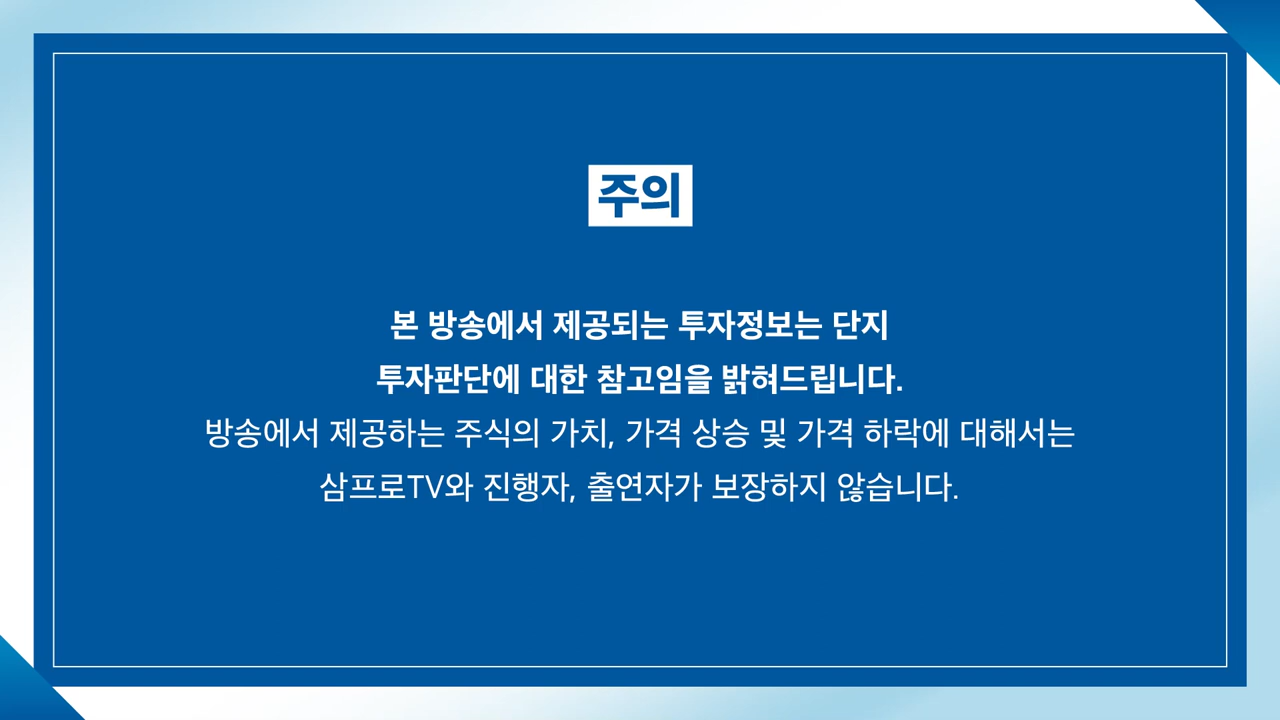 주의
본 방송에서 제공되는 투자정보는 단지
투자판단에 대한 참고임을 밝혀드립니다.
방송에서 제공하는 주식의 가치, 가격 상승 및 가격 하락에 대해서는
삼프로TV와 진행자, 출연자가 보장하지 않습니다.